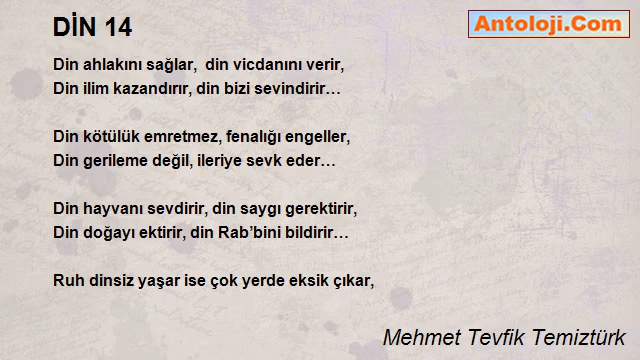 DİN 14
Antoloji.Com
Din ahlakını sağlar,  din vicdanını verir,
Din ilim kazandırır, din bizi sevindirir…
Din kötülük emretmez, fenalığı engeller,
Din gerileme değil, ileriye sevk eder…
Din hayvanı sevdirir, din saygı gerektirir,
Din doğayı ektirir, din Rab’bini bildirir…
Ruh dinsiz yaşar ise çok yerde eksik çıkar,
Mehmet Tevfik Temiztürk